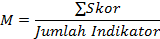 M = ∑Skor / Jumlah Indikator